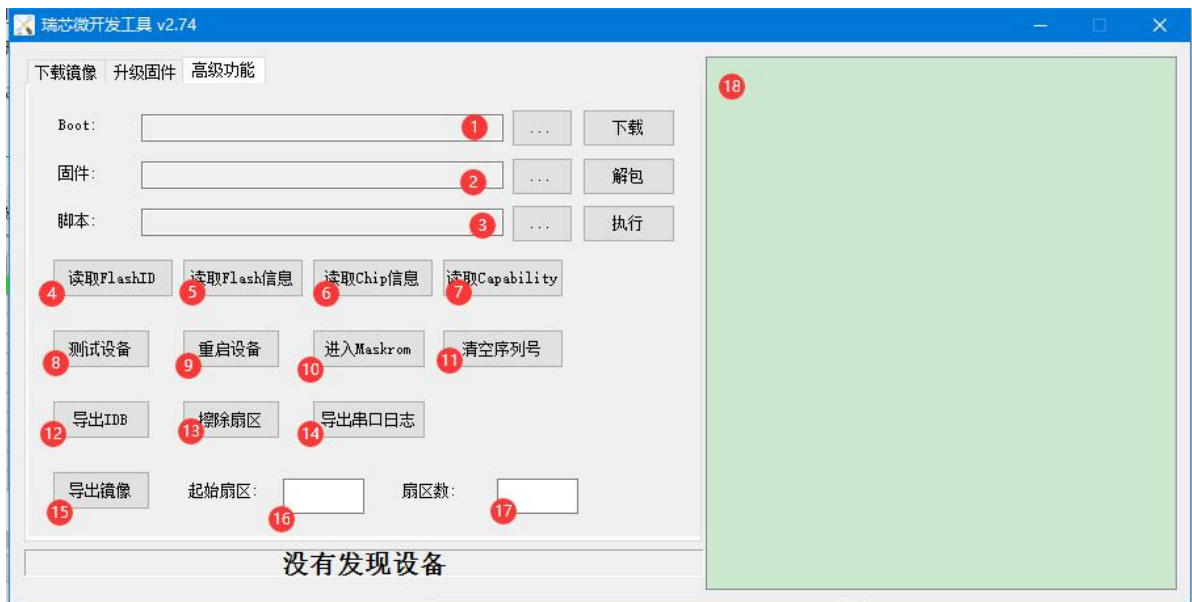 瑞芯微开发工具 v2.74
下载镜像 升级固件 高级功能
18
Boot: 1 ... 下载
固件: 2 ... 解包
脚本: 3 ... 执行
读取FlashID 读取Flash信息 读取Chip信息 读取Capability
4 5 6 7
测试设备 重启设备 进入Maskrom 清空序列号
8 9 10 11
导出IDB 擦除扇区 导出串口日志
12 13 14
导出镜像 起始扇区: 扇区数:
15 16 17
没有发现设备